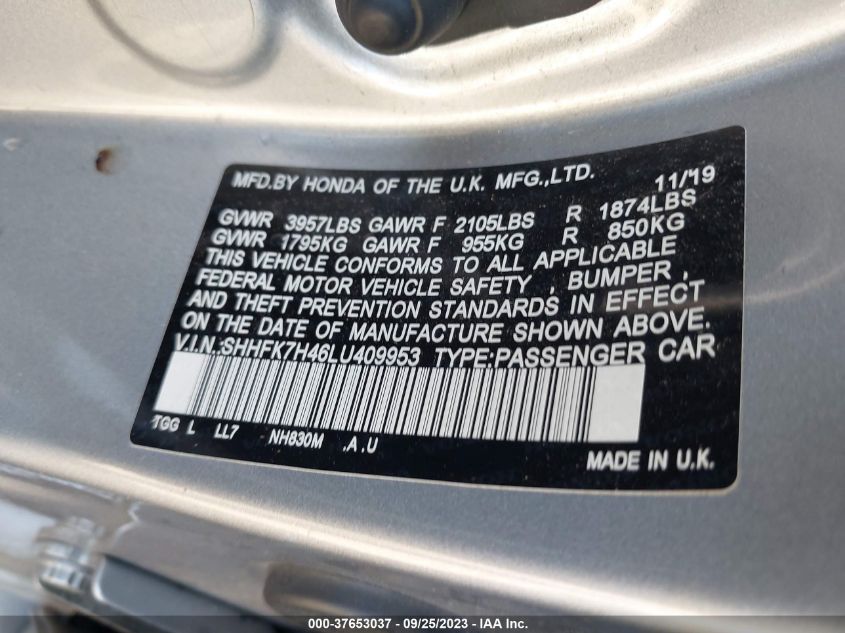 MFD.BY HONDA OF THE U.K. MFG.,LTD. 11/19
GVWR 3957LBS GAWR F 2105LBS R 1874LBS
GVWR 1795KG GAWR F 955KG R 850KG
THIS VEHICLE CONFORMS TO ALL APPLICABLE
FEDERAL MOTOR VEHICLE SAFETY , BUMPER ,
AND THEFT PREVENTION STANDARDS IN EFFECT
ON THE DATE OF MANUFACTURE SHOWN ABOVE.
V.I.N.:SHHFK7H46LU409953 TYPE:PASSENGER CAR
TGG L LL7 NH830M .A.U
MADE IN U.K.
000-37653037 - 09/25/2023 - IAA Inc.